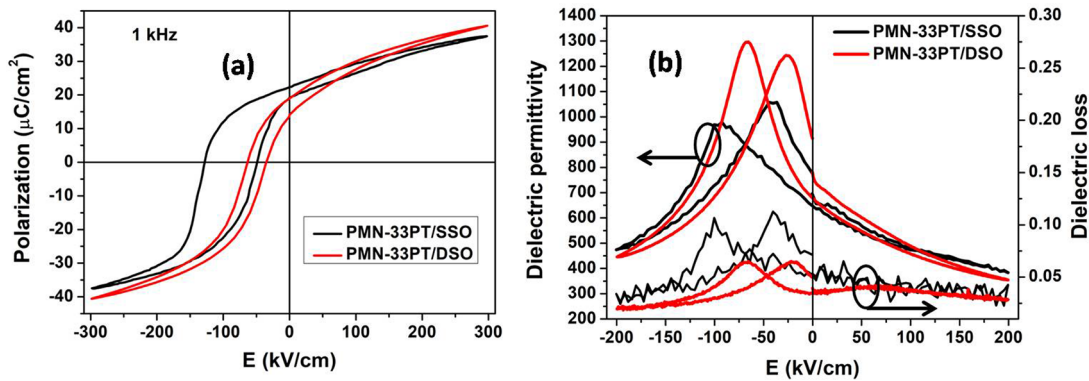 1 kHz
(a)
PMN-33PT/SSO
PMN-33PT/DSO
Polarization (μC/cm²)
40
30
20
10
0
-10
-20
-30
-40
-300 -200 -100 0 100 200 300
E (kV/cm)
(b)
PMN-33PT/SSO
PMN-33PT/DSO
Dielectric permittivity
1400
1300
1200
1100
1000
900
800
700
600
500
400
300
200
0.30
0.25
0.20
0.15
0.10
0.05
Dielectric loss
-200 -150 -100 -50 0 50 100 150 200
E (kV/cm)